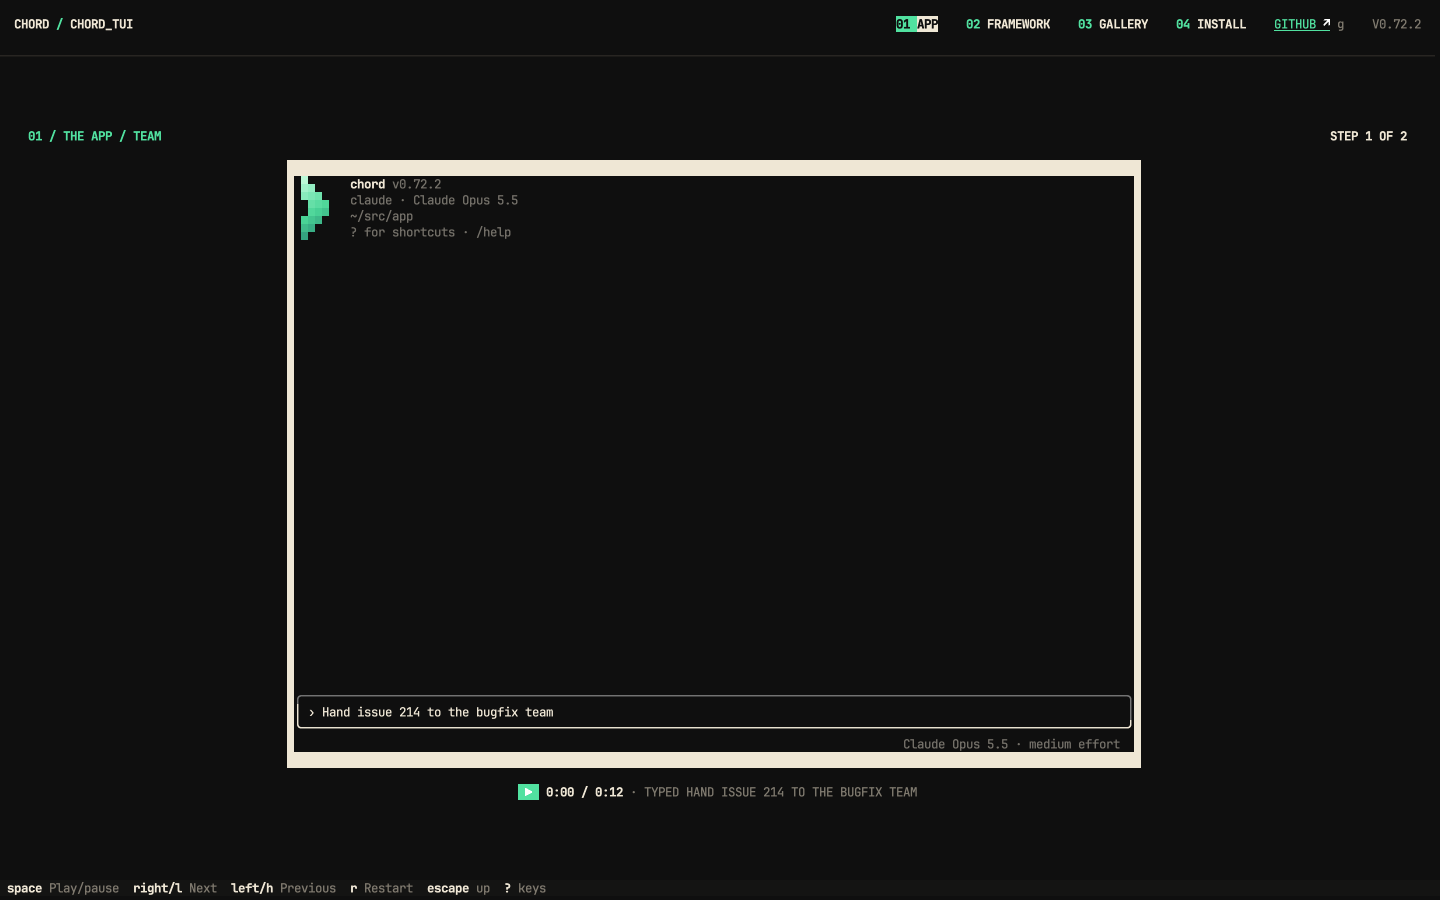 CHORD / CHORD_TUI 01 APP 02 FRAMEWORK 03 GALLERY 04 INSTALL GITHUB ↗ g V0.72.2
01 / THE APP / TEAM STEP 1 OF 2
chord v0.72.2
claude · Claude Opus 5.5
~/src/app
? for shortcuts · /help
› Hand issue 214 to the bugfix team
Claude Opus 5.5 · medium effort
▶ 0:00 / 0:12 · TYPED HAND ISSUE 214 TO THE BUGFIX TEAM
space Play/pause right/l Next left/h Previous r Restart escape up ? keys